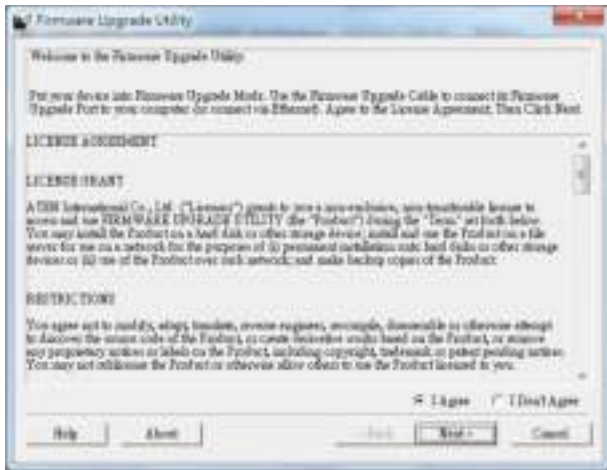 Firmware Upgrade Utility
Welcome to the Firmware Upgrade Utility
Put your device into Firmware Upgrade Mode. Use the Firmware Upgrade Cable to connect its Firmware
Upgrade Port to your computer (or connect via Ethernet). Agree to the License Agreement; Then Click Next
LICENSE AGREEMENT
LICENSE GRANT
ATEN International Co., Ltd. ("Licensor") grants to you a non-exclusive, non-transferable license to
access and use FIRMWARE UPGRADE UTILITY (the "Product") during the "Term" set forth below.
You may install the Product on a hard disk or other storage device; install and use the Product on a file
server for use on a network for the purposes of (i) permanent installation onto hard disks or other storage
devices or (ii) use of the Product over such network; and make backup copies of the Product.
RESTRICTIONS
You agree not to modify, adapt, translate, reverse engineer, decompile, disassemble or otherwise attempt
to discover the source code of the Product, or create derivative works based on the Product, or remove
any proprietary notices or labels on the Product, including copyright, trademark or patent pending notices.
You may not sublicense the Product or otherwise allow others to use the Product licensed to you.
I Agree I Don't Agree
Help About Back Next > Cancel